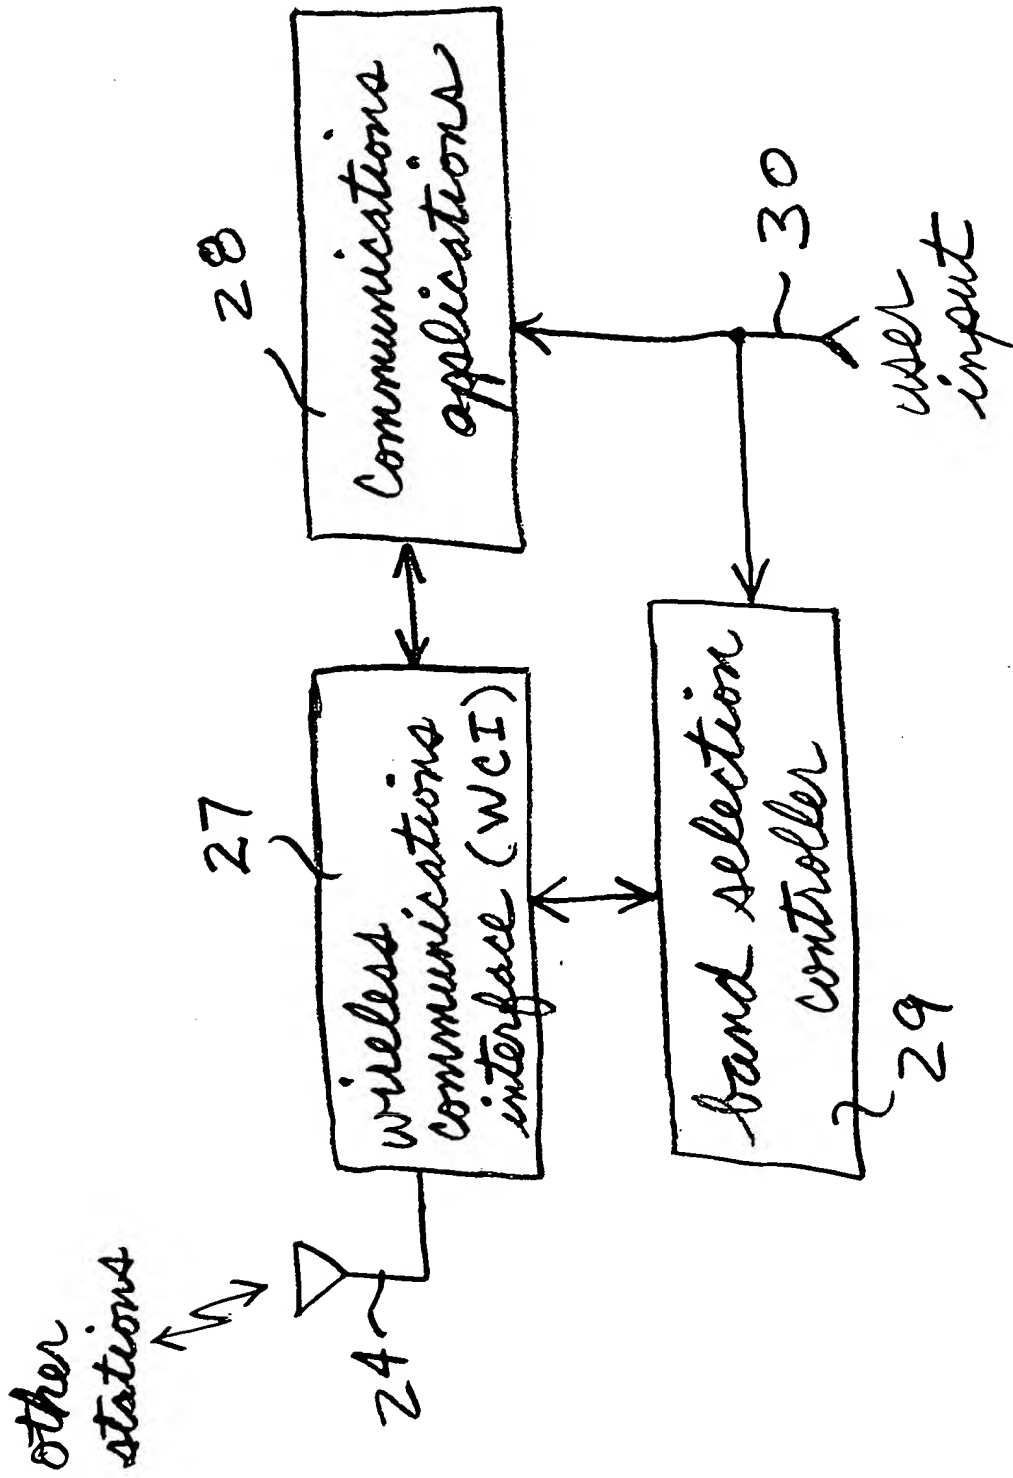 other
stations
24
27
wireless
communications
interface (WCI)
28
Communications
applications
band selection
controller
29
30
user
input